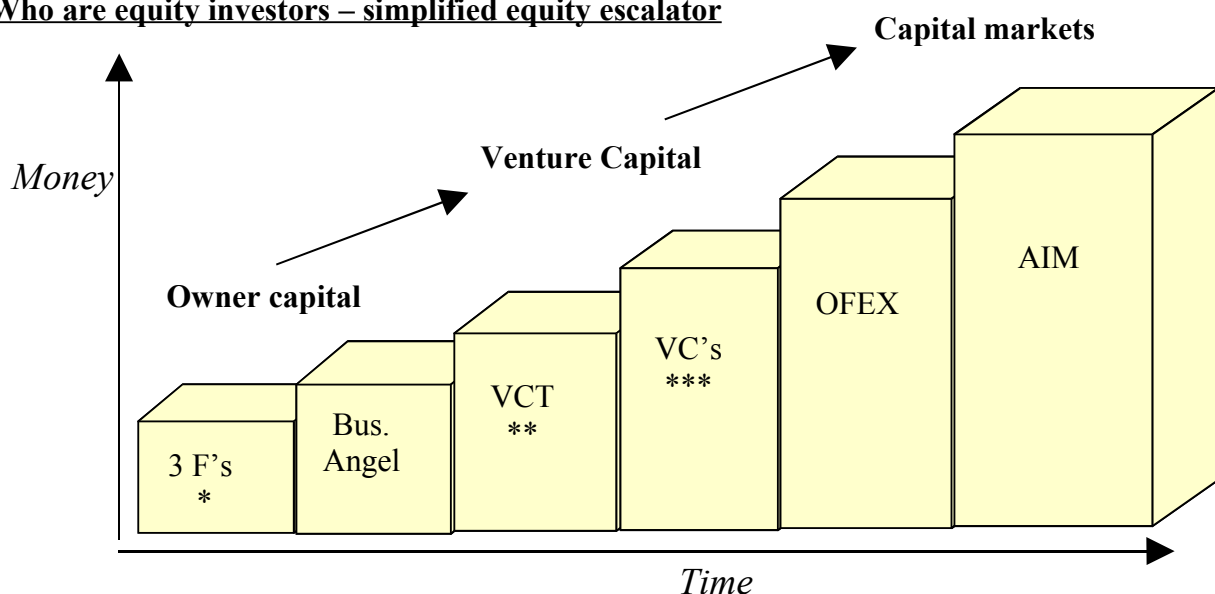 Who are equity investors – simplified equity escalator
Capital markets
Venture Capital
Money
Owner capital
AIM
OFEX
VC’s
***
VCT
**
Bus.
Angel
3 F’s
*
Time